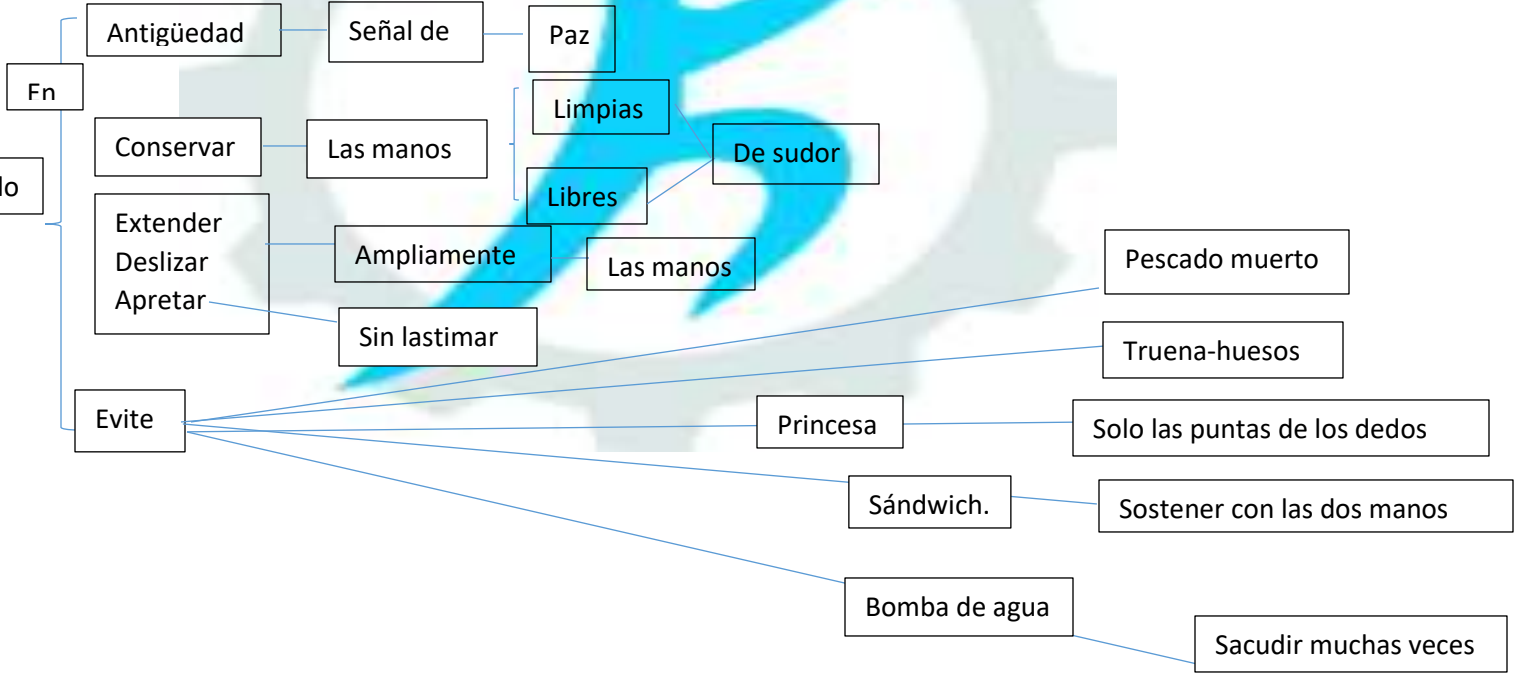 Antigüedad
Señal de
Paz
En
Limpias
Conservar
Las manos
De sudor
Libres
Extender
Deslizar
Apretar
Ampliamente
Las manos
Sin lastimar
Evite
Pescado muerto
Truena-huesos
Princesa
Solo las puntas de los dedos
Sándwich.
Sostener con las dos manos
Bomba de agua
Sacudir muchas veces